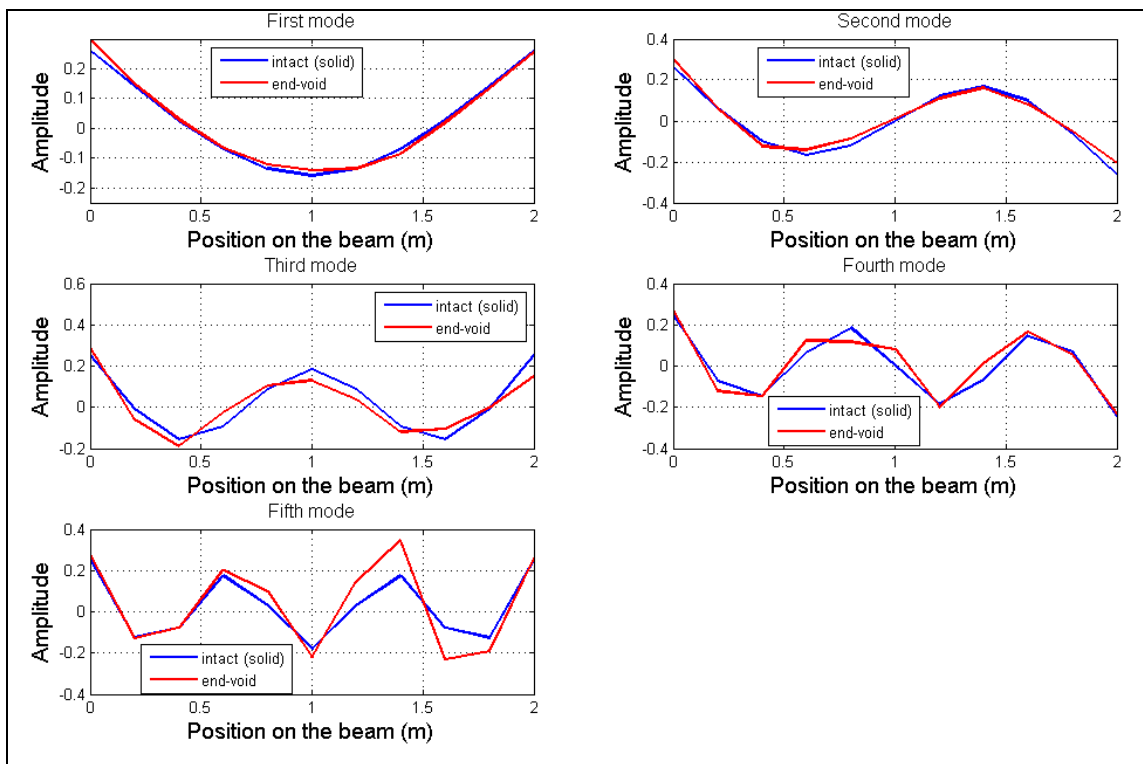 First mode
0.2
0.1
0
-0.1
-0.2
Amplitude
intact (solid)
end-void
0 0.5 1 1.5 2
Position on the beam (m)
Second mode
0.4
0.2
0
-0.2
-0.4
Amplitude
intact (solid)
end-void
0 0.5 1 1.5 2
Position on the beam (m)
Third mode
0.6
0.4
0.2
0
-0.2
Amplitude
intact (solid)
end-void
0 0.5 1 1.5 2
Position on the beam (m)
Fourth mode
0.4
0.2
0
-0.2
-0.4
Amplitude
intact (solid)
end-void
0 0.5 1 1.5 2
Position on the beam (m)
Fifth mode
0.4
0.2
0
-0.2
-0.4
Amplitude
intact (solid)
end-void
0 0.5 1 1.5 2
Position on the beam (m)